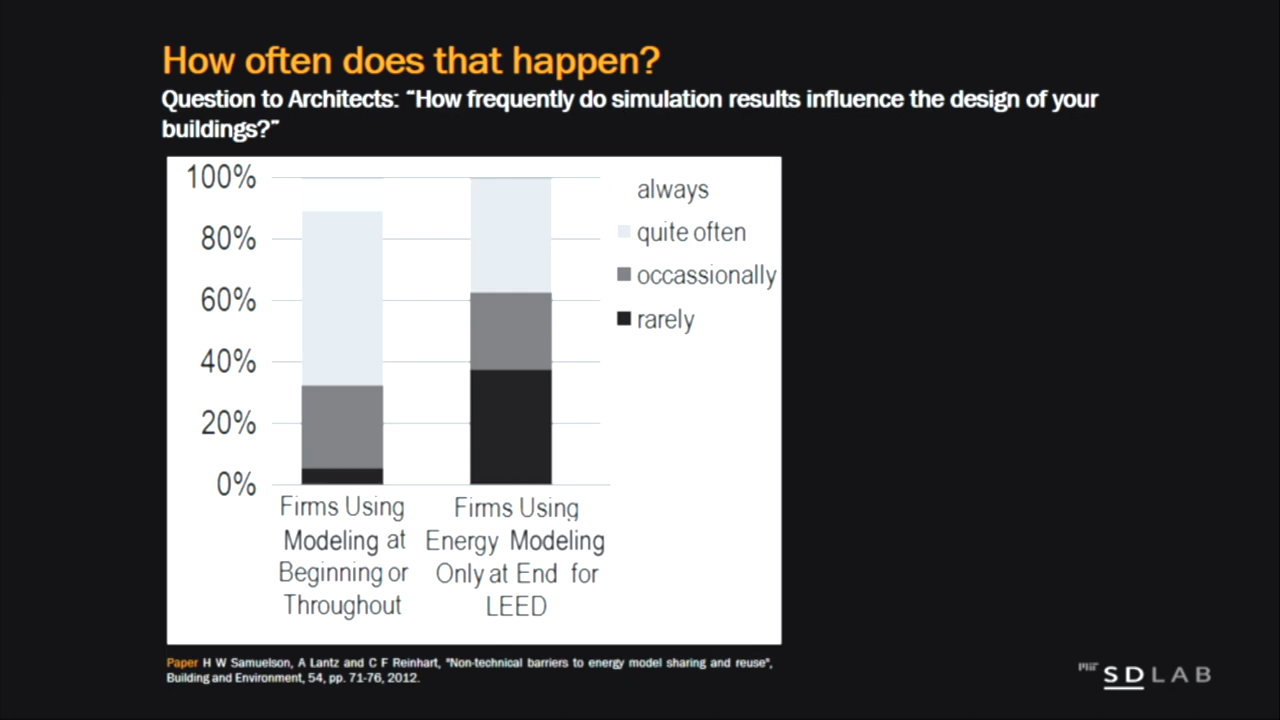 How often does that happen?
Question to Architects: “How frequently do simulation results influence the design of your
buildings?”
100%
80%
60%
40%
20%
0%
always
quite often
occassionally
rarely
Firms Using
Modeling at
Beginning or
Throughout
Firms Using
Energy Modeling
Only at End for
LEED
Paper H W Samuelson, A Lantz and C F Reinhart, "Non-technical barriers to energy model sharing and reuse",
Building and Environment, 54, pp. 71-76, 2012.
MIT SDLAB